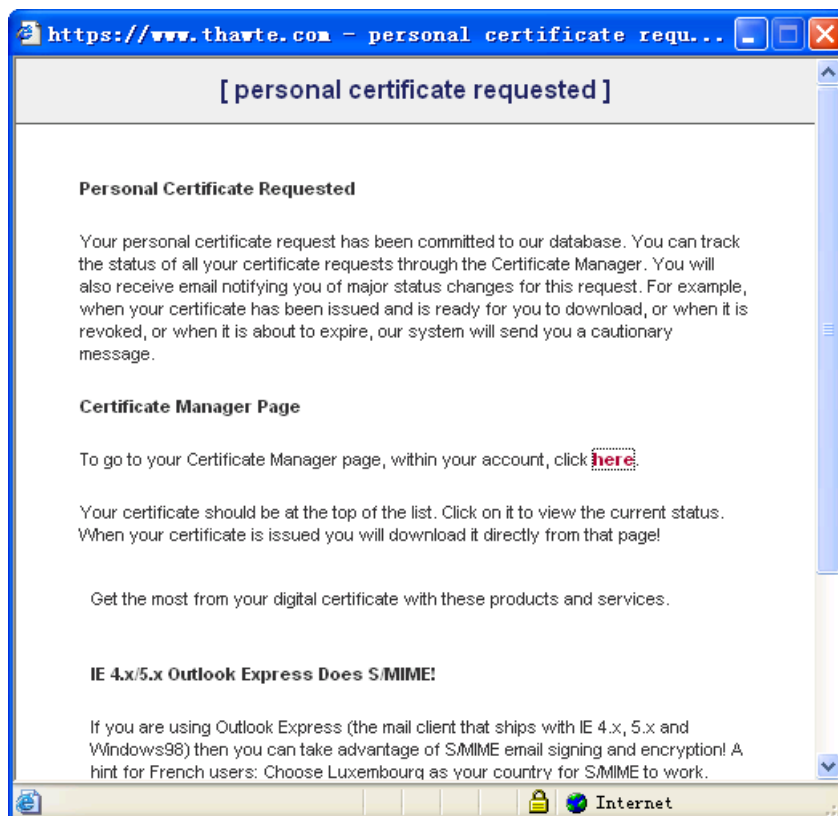 https://www.thawte.com - personal certificate requ...
[ personal certificate requested ]
Personal Certificate Requested
Your personal certificate request has been committed to our database. You can track
the status of all your certificate requests through the Certificate Manager. You will
also receive email notifying you of major status changes for this request. For example,
when your certificate has been issued and is ready for you to download, or when it is
revoked, or when it is about to expire, our system will send you a cautionary
message.
Certificate Manager Page
To go to your Certificate Manager page, within your account, click here.
Your certificate should be at the top of the list. Click on it to view the current status.
When your certificate is issued you will download it directly from that page!
Get the most from your digital certificate with these products and services.
IE 4.x/5.x Outlook Express Does S/MIME!
If you are using Outlook Express (the mail client that ships with IE 4.x, 5.x and
Windows98) then you can take advantage of S/MIME email signing and encryption! A
hint for French users: Choose Luxembourg as your country for S/MIME to work.
Internet